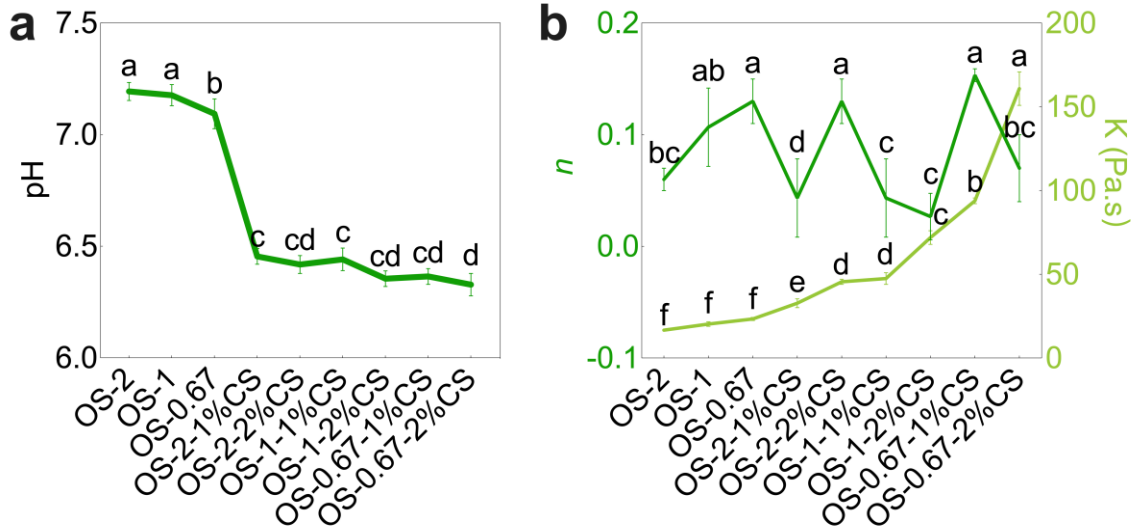 a
7.5
7.0
6.5
6.0
pH
a a b c cd c cd cd d
OS-2
OS-1
OS-0.67
OS-2-1%CS
OS-2-2%CS
OS-1-1%CS
OS-1-2%CS
OS-0.67-1%CS
OS-0.67-2%CS
b
0.2
0.1
0.0
-0.1
n
bc ab a d a c c a bc
f f f e d d c b a
200
150
100
50
0
K (Pa.s)
OS-2
OS-1
OS-0.67
OS-2-1%CS
OS-2-2%CS
OS-1-1%CS
OS-1-2%CS
OS-0.67-1%CS
OS-0.67-2%CS